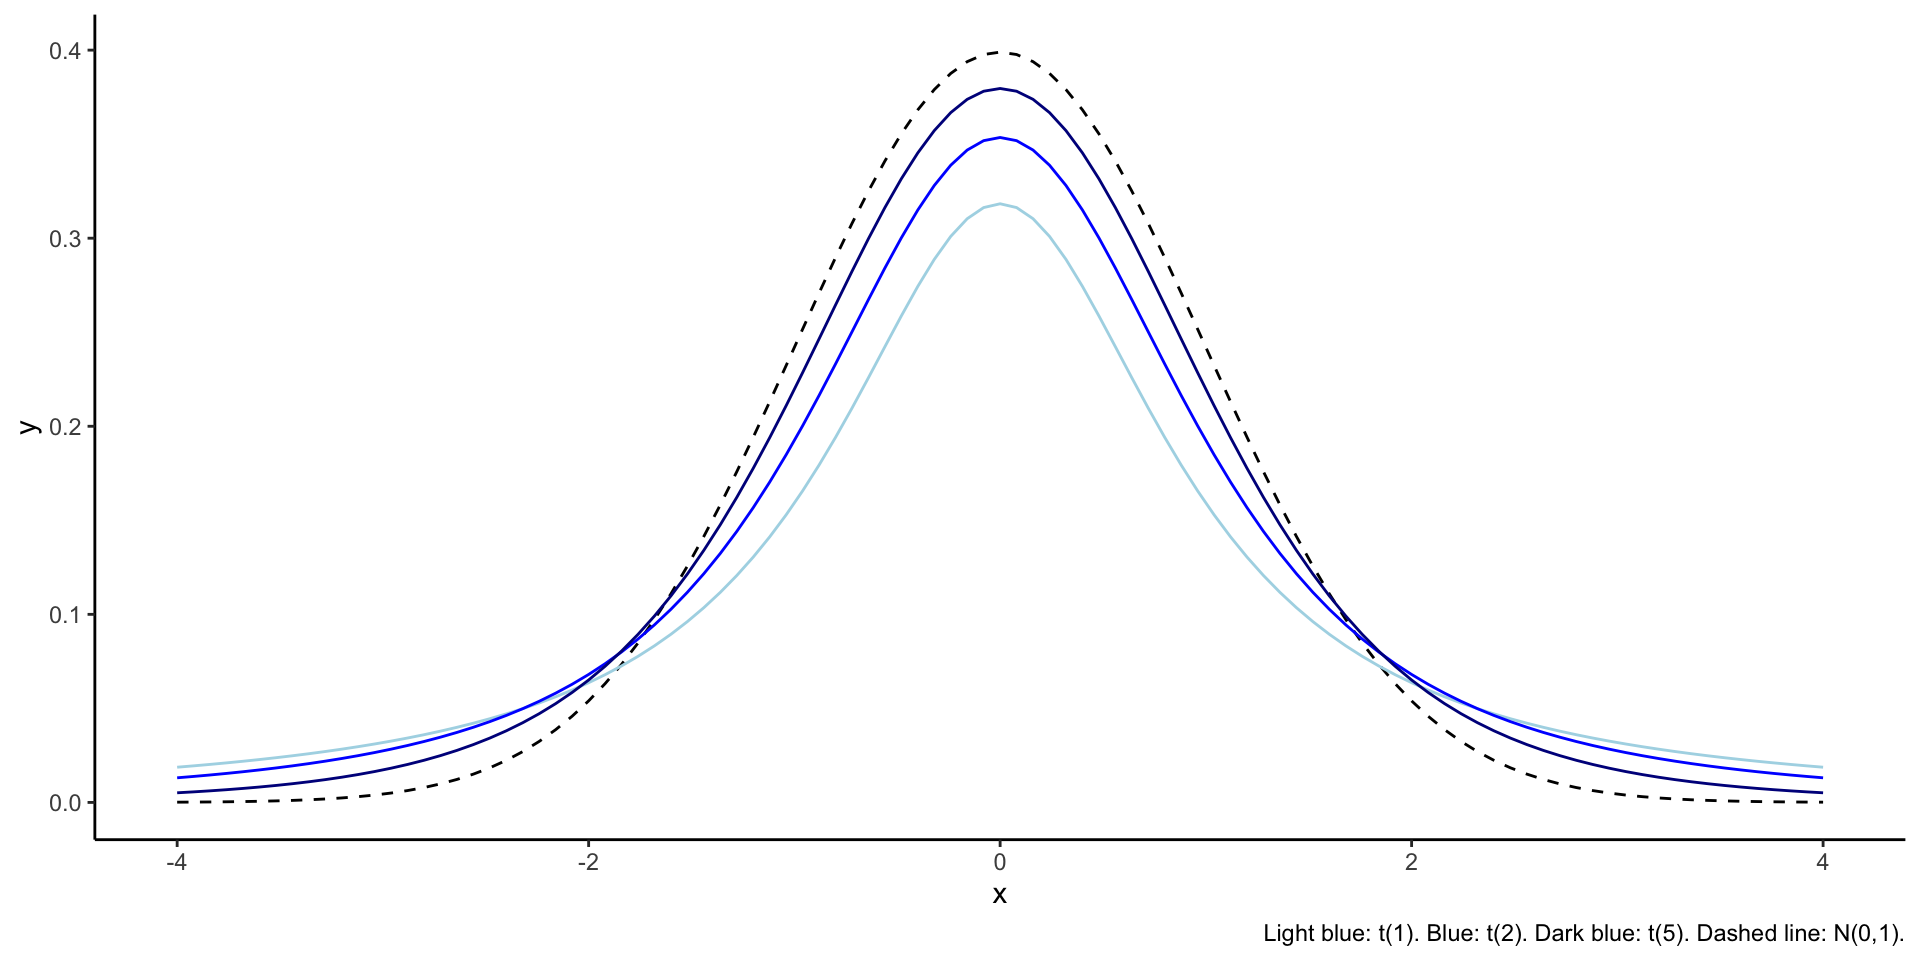 0.4
0.3
0.2
0.1
0.0
y
-4 -2 0 2 4
x
Light blue: t(1). Blue: t(2). Dark blue: t(5). Dashed line: N(0,1).